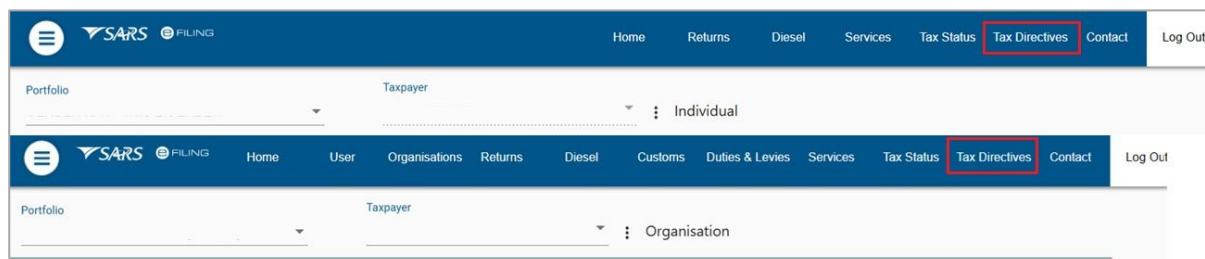 SARS eFILING Home Returns Diesel Services Tax Status Tax Directives Contact Log Out
Portfolio Taxpayer
Individual
SARS eFILING Home User Organisations Returns Diesel Customs Duties & Levies Services Tax Status Tax Directives Contact Log Out
Portfolio Taxpayer
Organisation